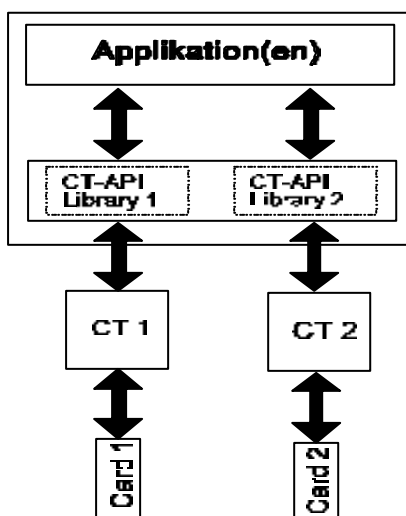 Applikation(en)
CT-API
Library 1
CT-API
Library 2
CT 1
CT 2
Card 1
Card 2